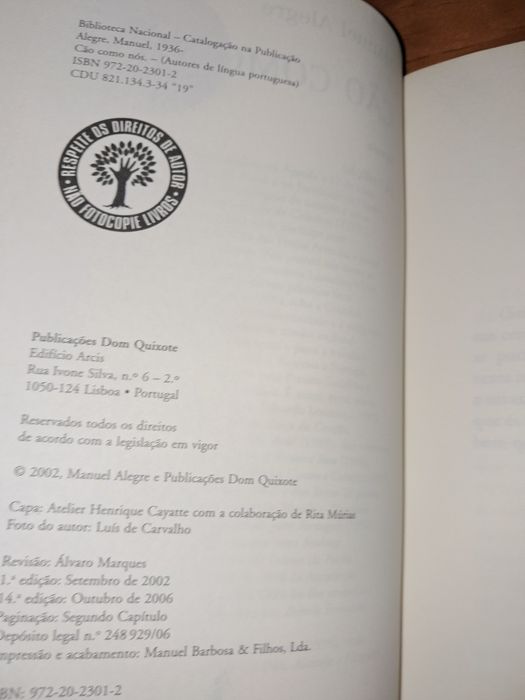 Biblioteca Nacional – Catalogação na Publicação
Alegre, Manuel, 1936-
Cão como nós. – (Autores de língua portuguesa)
ISBN 972-20-2301-2
CDU 821.134.3-34 "19"
RESPEITE OS DIREITOS DE AUTOR
NÃO FOTOCOPIE LIVROS
Publicações Dom Quixote
Edifício Arcis
Rua Ivone Silva, n.º 6 – 2.º
1050-124 Lisboa • Portugal
Reservados todos os direitos
de acordo com a legislação em vigor
© 2002, Manuel Alegre e Publicações Dom Quixote
Capa: Atelier Henrique Cayatte com a colaboração de Rita Múrias
Foto do autor: Luís de Carvalho
Revisão: Álvaro Marques
1.ª edição: Setembro de 2002
14.ª edição: Outubro de 2006
Paginação: Segundo Capítulo
Depósito legal n.º 248 929/06
mpressão e acabamento: Manuel Barbosa & Filhos, Lda.
BN: 972-20-2301-2